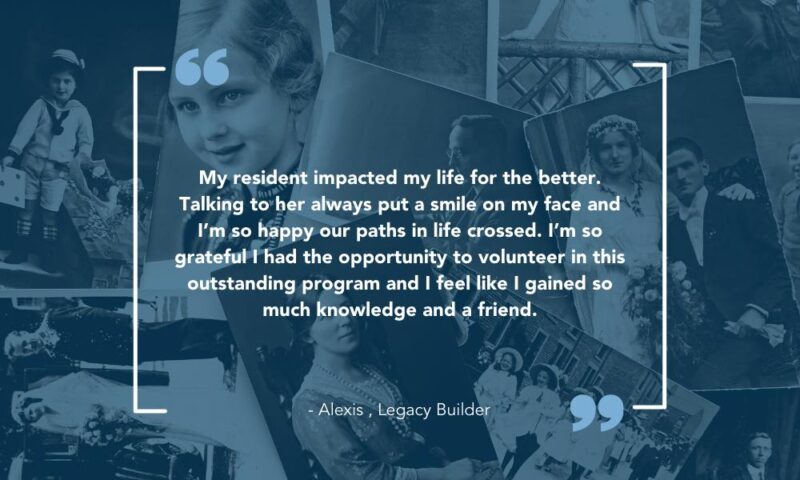 “
My resident impacted my life for the better.
Talking to her always put a smile on my face and
I’m so happy our paths in life crossed. I’m so
grateful I had the opportunity to volunteer in this
outstanding program and I feel like I gained so
much knowledge and a friend.
- Alexis , Legacy Builder
”